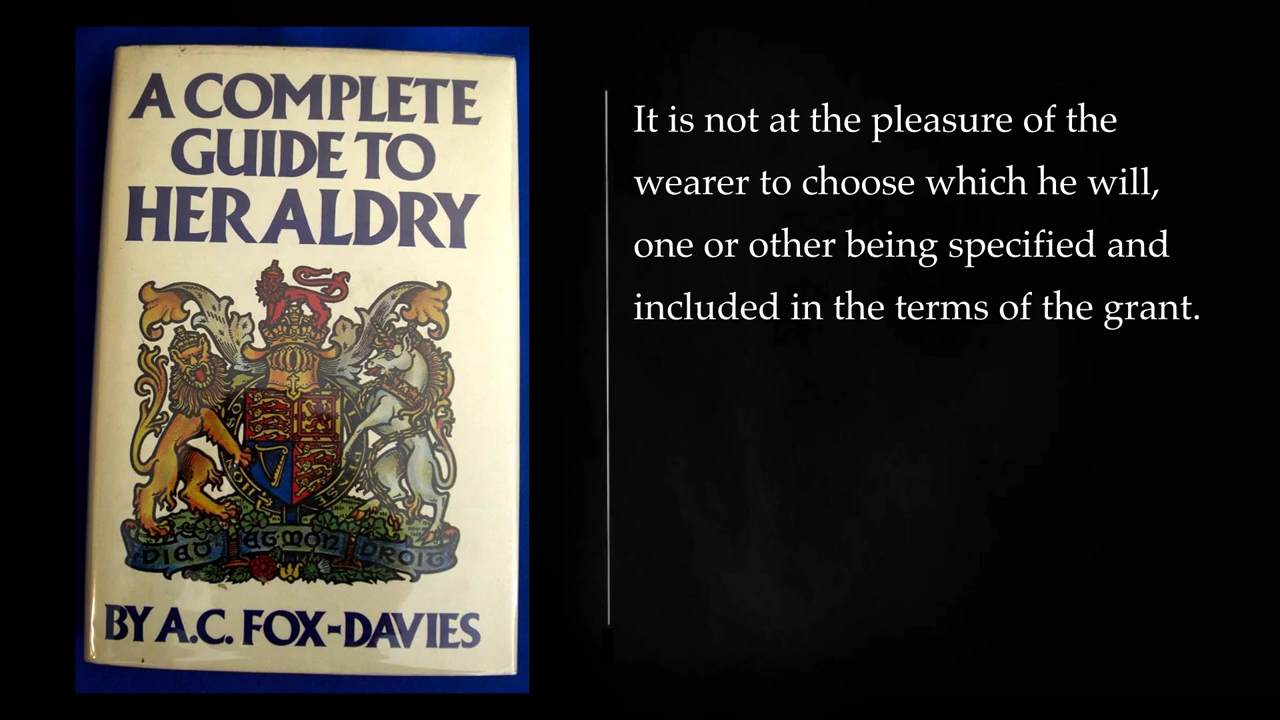 A COMPLETE
GUIDE TO
HERALDRY
DIEU ET MON DROIT
BY A.C. FOX-DAVIES
It is not at the pleasure of the
wearer to choose which he will,
one or other being specified and
included in the terms of the grant.